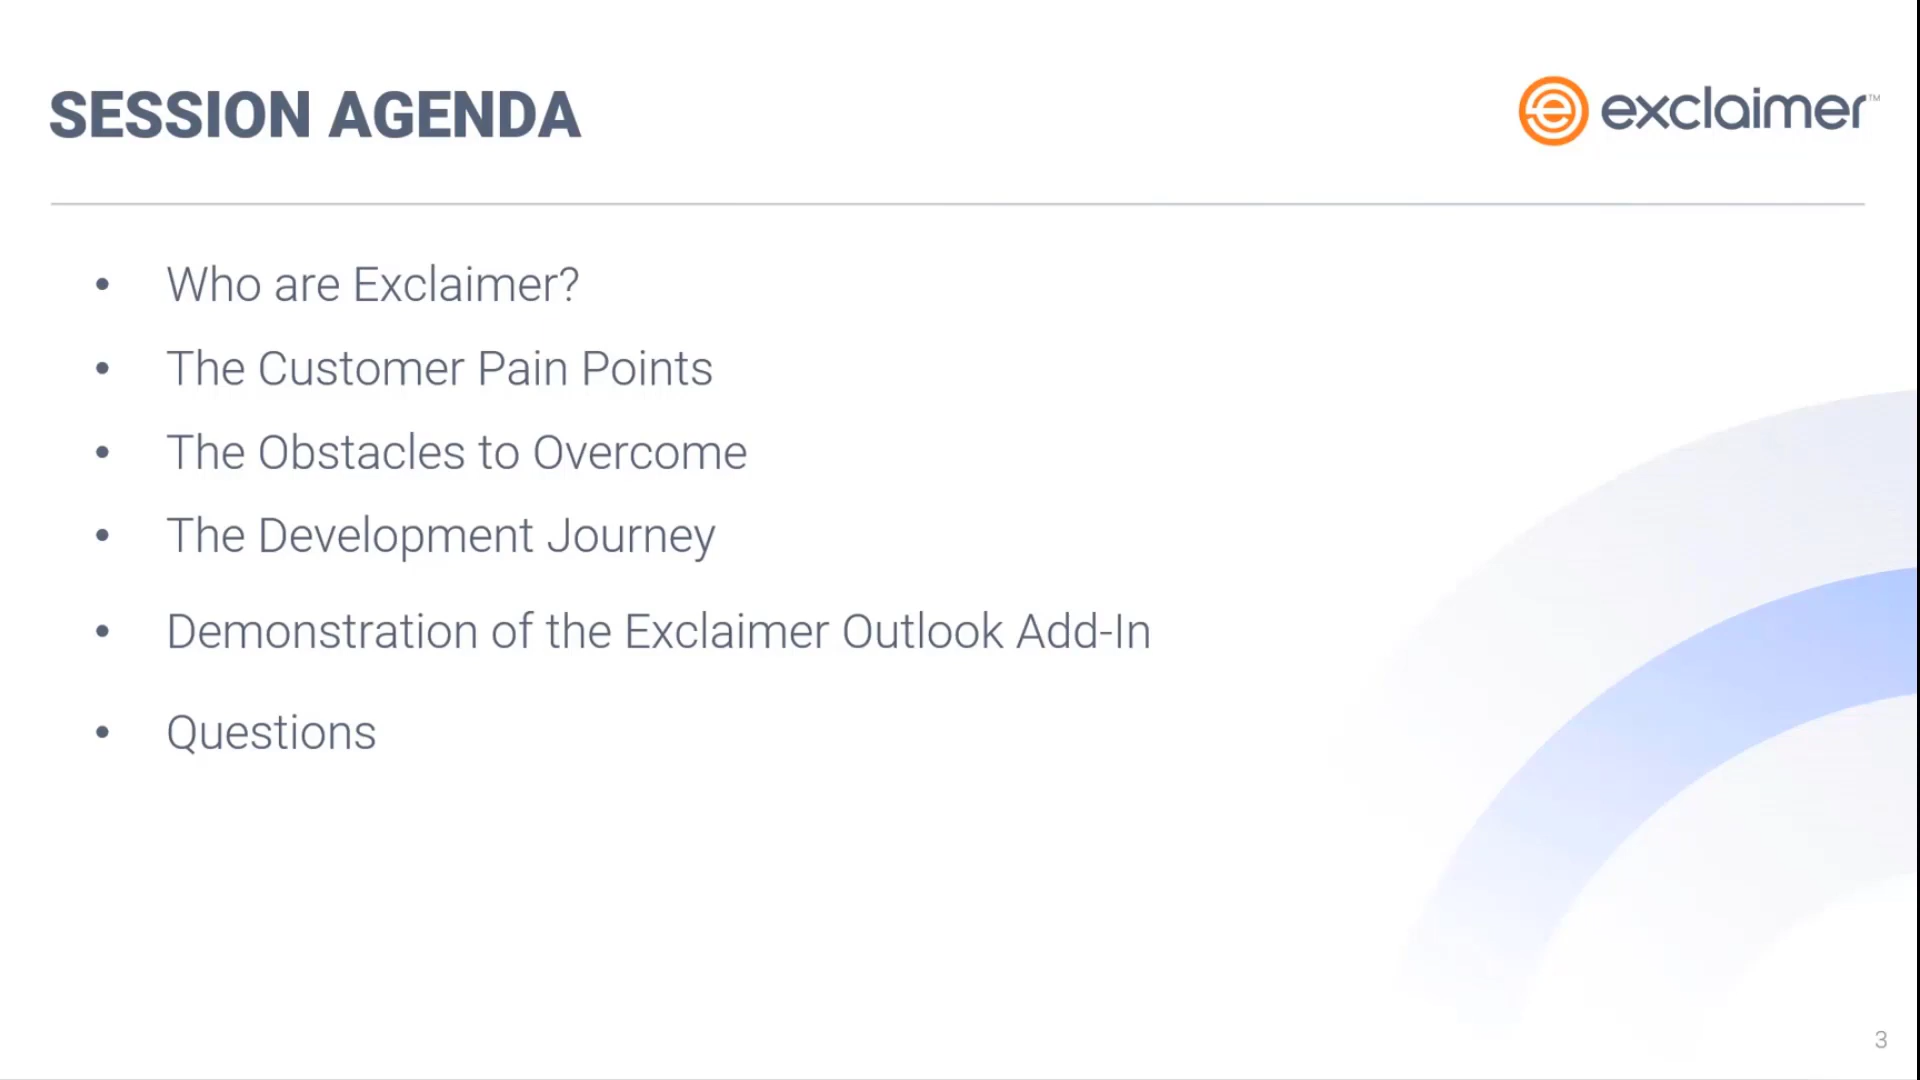 SESSION AGENDA
exclaimer™
• Who are Exclaimer?
• The Customer Pain Points
• The Obstacles to Overcome
• The Development Journey
• Demonstration of the Exclaimer Outlook Add-In
• Questions
3